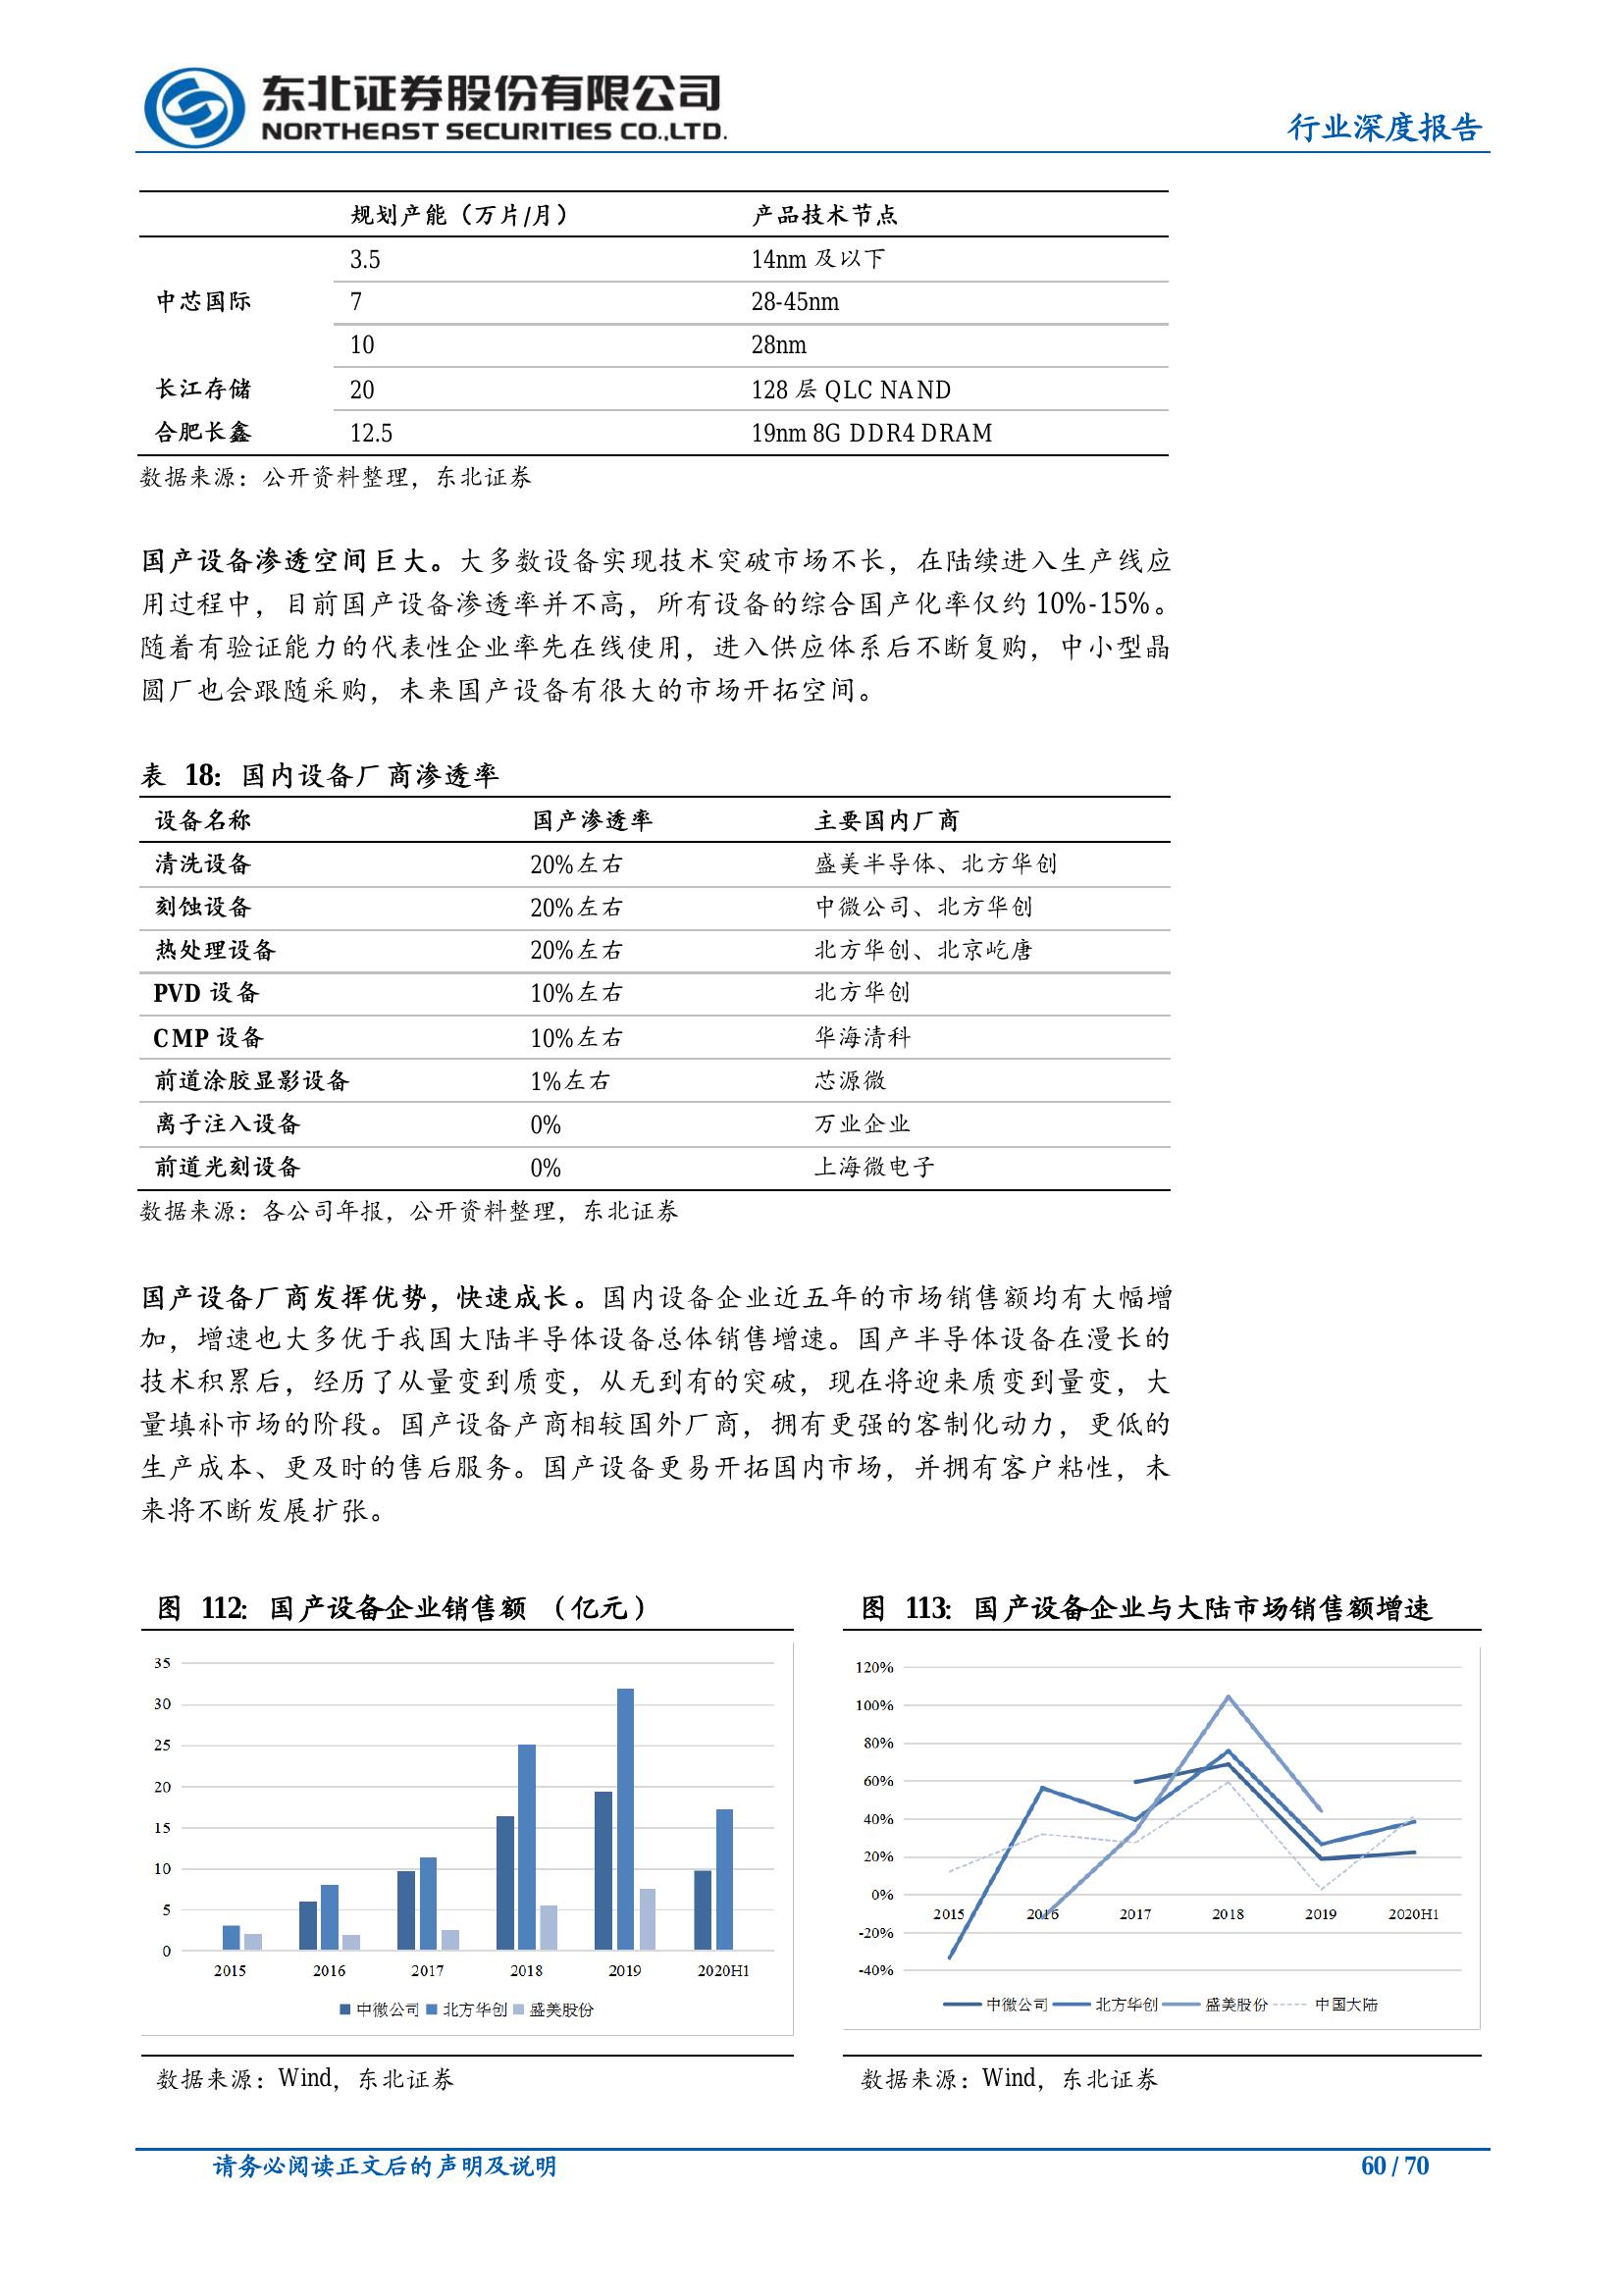 东北证券股份有限公司
NORTHEAST SECURITIES CO.,LTD.
行业深度报告
规划产能（万片/月） 产品技术节点
3.5 14nm 及以下
中芯国际 7 28-45nm
10 28nm
长江存储 20 128 层 QLC NAND
合肥长鑫 12.5 19nm 8G DDR4 DRAM
数据来源：公开资料整理，东北证券
国产设备渗透空间巨大。大多数设备实现技术突破市场不长，在陆续进入生产线应
用过程中，目前国产设备渗透率并不高，所有设备的综合国产化率仅约 10%-15%。
随着有验证能力的代表性企业率先在线使用，进入供应体系后不断复购，中小型晶
圆厂也会跟随采购，未来国产设备有很大的市场开拓空间。
表 18：国内设备厂商渗透率
设备名称 国产渗透率 主要国内厂商
清洗设备 20%左右 盛美半导体、北方华创
刻蚀设备 20%左右 中微公司、北方华创
热处理设备 20%左右 北方华创、北京屹唐
PVD 设备 10%左右 北方华创
CMP 设备 10%左右 华海清科
前道涂胶显影设备 1%左右 芯源微
离子注入设备 0% 万业企业
前道光刻设备 0% 上海微电子
数据来源：各公司年报，公开资料整理，东北证券
国产设备厂商发挥优势，快速成长。国内设备企业近五年的市场销售额均有大幅增
加，增速也大多优于我国大陆半导体设备总体销售增速。国产半导体设备在漫长的
技术积累后，经历了从量变到质变，从无到有的突破，现在将迎来质变到量变，大
量填补市场的阶段。国产设备产商相较国外厂商，拥有更强的客制化动力，更低的
生产成本、更及时的售后服务。国产设备更易开拓国内市场，并拥有客户粘性，未
来将不断发展扩张。
图 112：国产设备企业销售额 （亿元）
35
30
25
20
15
10
5
0
2015 2016 2017 2018 2019 2020H1
中微公司 北方华创 盛美股份
数据来源：Wind，东北证券
图 113：国产设备企业与大陆市场销售额增速
120%
100%
80%
60%
40%
20%
0%
2015 2016 2017 2018 2019 2020H1
-20%
-40%
中微公司 北方华创 盛美股份 中国大陆
数据来源：Wind，东北证券
请务必阅读正文后的声明及说明
60 / 70